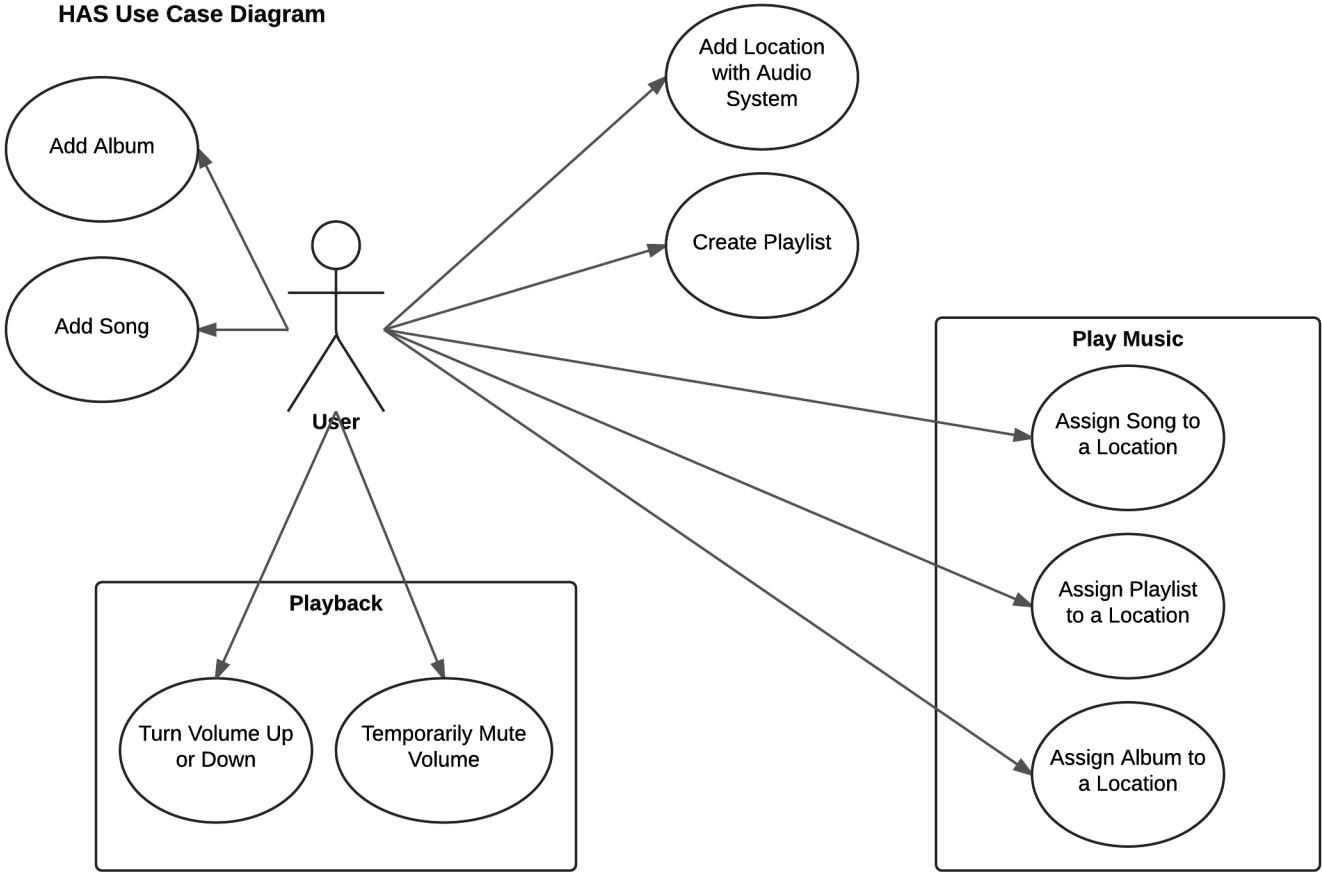 HAS Use Case Diagram
Add Location
with Audio
System
Add Album
Create Playlist
Add Song
User
Play Music
Assign Song to
a Location
Assign Playlist
to a Location
Assign Album to
a Location
Playback
Turn Volume Up
or Down
Temporarily Mute
Volume